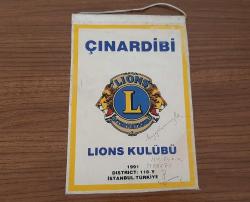 ÇINARDİBİ
LIONS
L
INTERNATIONAL
LIONS KULÜBÜ
1991
DISTRICT: 118-Y
İSTANBUL-TÜRKİYE